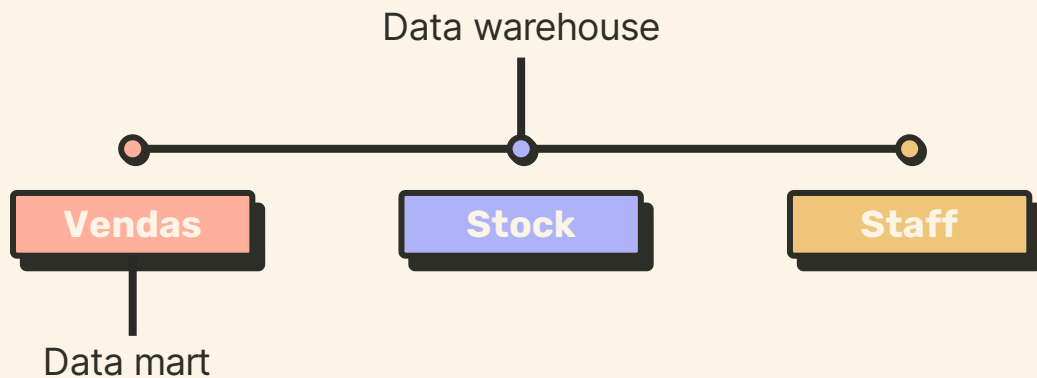 Data warehouse
Vendas
Stock
Staff
Data mart